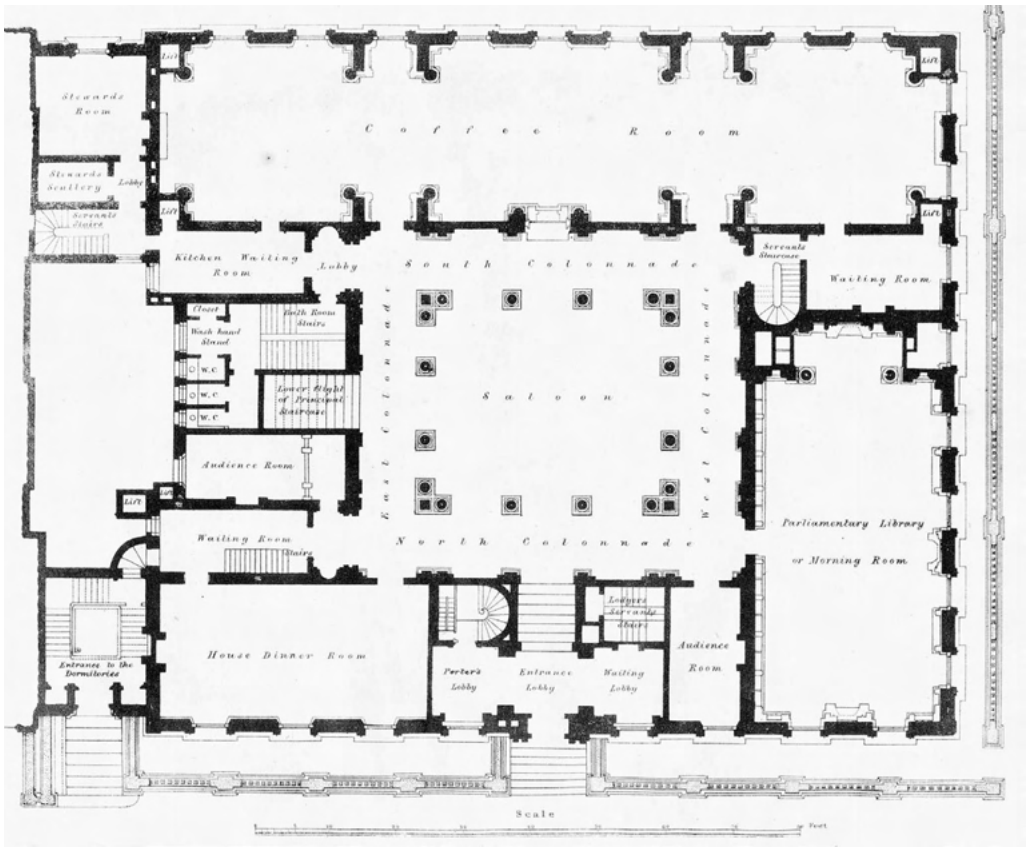 Lift
Lift
Stewards
Room
Coffee Room
Stewards
Scullery
Lobby
Lift
Lift
Servants
Stairs
Kitchen Waiting
Room
Lobby
South Colonnade
Servants
Staircase
Waiting Room
Closet
Bath Room
Stairs
Wash hand
Stand
W.C.
W.C
W.C
Lower flight
of Principal
Staircase
East Colonnade
Saloon
West Colonnade
Audience Room
Lift
Lift
Parliamentary Library
or Morning Room
Waiting Room
Stairs
North Colonnade
Lodgers
Servants
Stairs
House Dinner Room
Audience
Room
Entrance to the
Dormitories
Porter's
Lobby
Entrance
Lobby
Waiting
Lobby
Scale
Feet